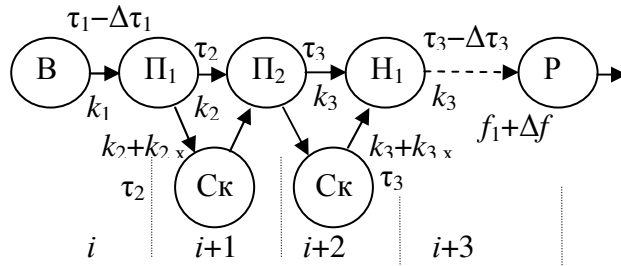 τ1−Δτ1
τ2
τ3
τ3−Δτ3
В
П1
П2
Н1
Р
k1
k2
k3
k3
f1+Δf
k2+k2.х
k3+k3.х
τ2
Ск
Ск
τ3
i
i+1
i+2
i+3